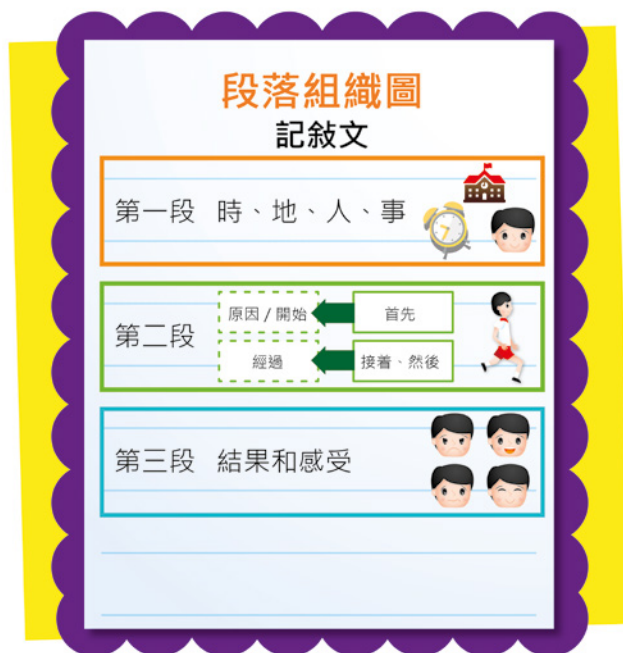 段落組織圖
記敍文
第一段 時、地、人、事
第二段
原因 / 開始 首先
經過 接着、然後
第三段 結果和感受